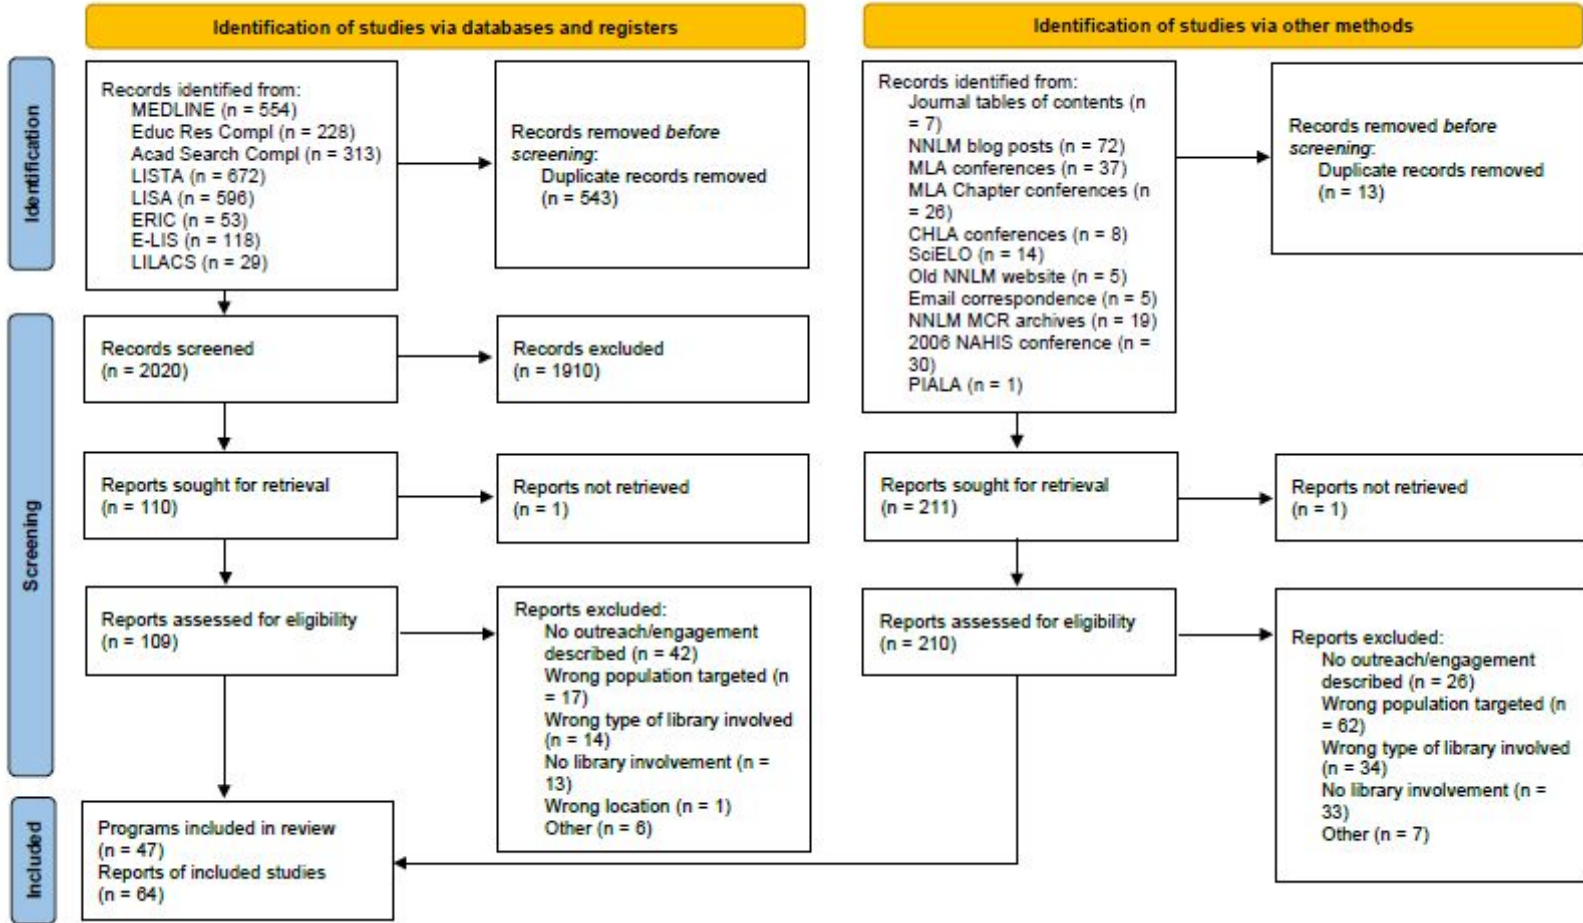 Identification of studies via databases and registers
Identification of studies via other methods
Identification
Records identified from:
MEDLINE (n = 554)
Educ Res Compl (n = 228)
Acad Search Compl (n = 313)
LISTA (n = 672)
LISA (n = 596)
ERIC (n = 53)
E-LIS (n = 118)
LILACS (n = 29)
Records removed before
screening:
Duplicate records removed
(n = 543)
Records identified from:
Journal tables of contents (n
= 7)
NNLM blog posts (n = 72)
MLA conferences (n = 37)
MLA Chapter conferences (n
= 26)
CHLA conferences (n = 8)
SciELO (n = 14)
Old NNLM website (n = 5)
Email correspondence (n = 5)
NNLM MCR archives (n = 19)
2006 NAHIS conference (n =
30)
PIALA (n = 1)
Records removed before
screening:
Duplicate records removed
(n = 13)
Screening
Records screened
(n = 2020)
Records excluded
(n = 1910)
Reports sought for retrieval
(n = 110)
Reports not retrieved
(n = 1)
Reports sought for retrieval
(n = 211)
Reports not retrieved
(n = 1)
Reports assessed for eligibility
(n = 109)
Reports excluded:
No outreach/engagement
described (n = 42)
Wrong population targeted (n
= 17)
Wrong type of library involved
(n = 14)
No library involvement (n =
13)
Wrong location (n = 1)
Other (n = 6)
Reports assessed for eligibility
(n = 210)
Reports excluded:
No outreach/engagement
described (n = 26)
Wrong population targeted (n
= 62)
Wrong type of library involved
(n = 34)
No library involvement (n =
33)
Other (n = 7)
Included
Programs included in review
(n = 47)
Reports of included studies
(n = 64)